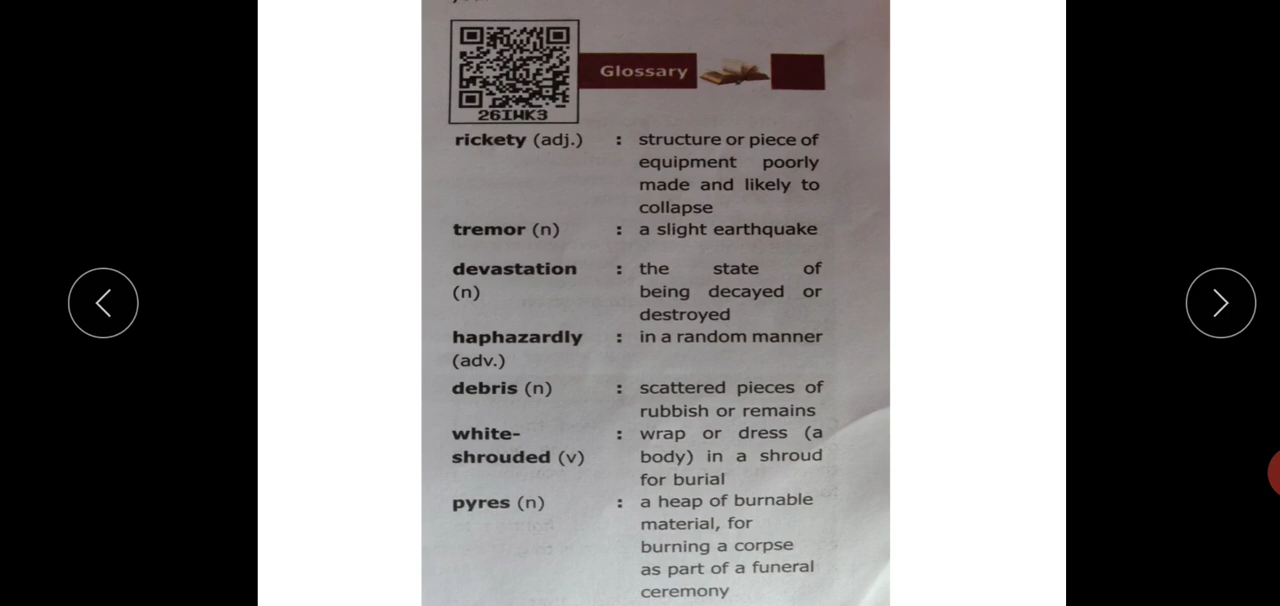 26IWK3
Glossary
rickety (adj.) : structure or piece of
equipment poorly
made and likely to
collapse
tremor (n) : a slight earthquake
devastation : the state of
(n) being decayed or
destroyed
haphazardly : in a random manner
(adv.)
debris (n) : scattered pieces of
rubbish or remains
white- : wrap or dress (a
shrouded (v) body) in a shroud
for burial
pyres (n) : a heap of burnable
material, for
burning a corpse
as part of a funeral
ceremony